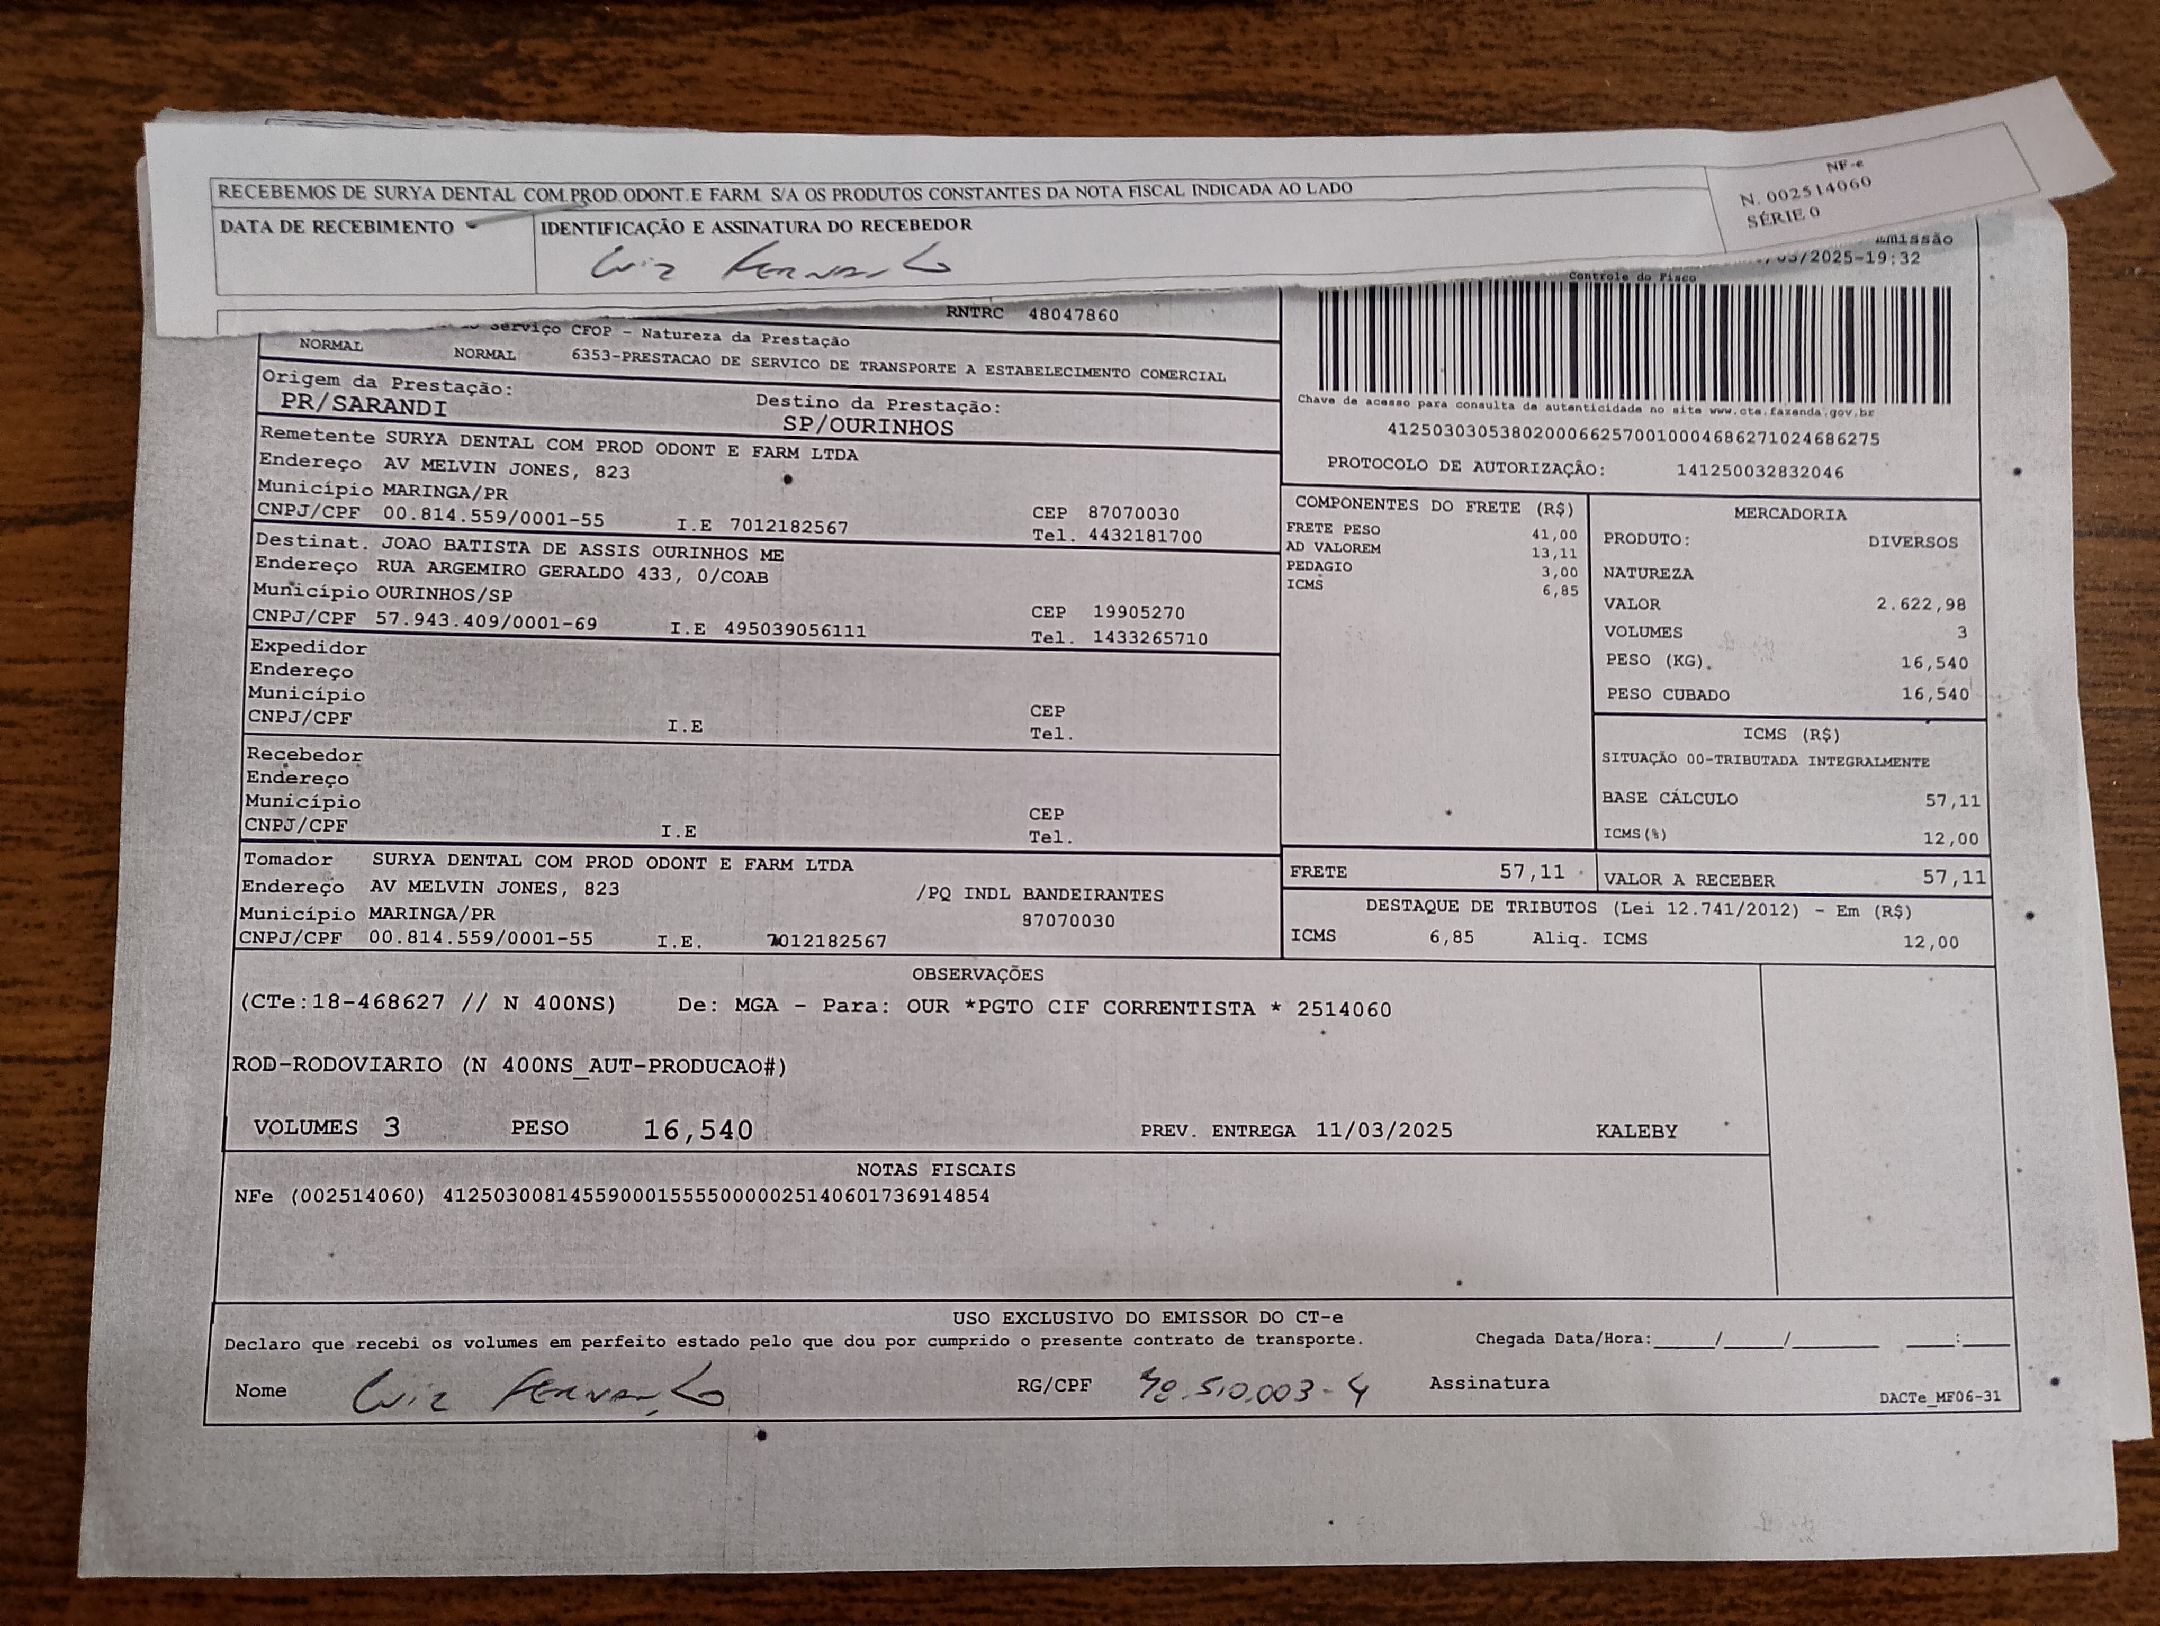 RECEBEMOS DE SURYA DENTAL COM.PROD.ODONT.E FARM. S/A OS PRODUTOS CONSTANTES DA NOTA FISCAL INDICADA AO LADO
NF-e
N. 002514060
SÉRIE 0
DATA DE RECEBIMENTO
IDENTIFICAÇÃO E ASSINATURA DO RECEBEDOR
Luiz Fernando
/2025-19:32
Controle do Fisco
RNTRC 48047860
Serviço CFOP - Natureza da Prestação
NORMAL NORMAL 6353-PRESTACAO DE SERVICO DE TRANSPORTE A ESTABELECIMENTO COMERCIAL
Origem da Prestação: Destino da Prestação:
PR/SARANDI SP/OURINHOS
Chave de acesso para consulta de autenticidade no site www.cte.fazenda.gov.br
41250303053802000662570010004686271024686275
PROTOCOLO DE AUTORIZAÇÃO: 141250032832046
Remetente SURYA DENTAL COM PROD ODONT E FARM LTDA
Endereço AV MELVIN JONES, 823
Município MARINGA/PR CEP 87070030
CNPJ/CPF 00.814.559/0001-55 I.E 7012182567 Tel. 4432181700
Destinat. JOAO BATISTA DE ASSIS OURINHOS ME
Endereço RUA ARGEMIRO GERALDO 433, 0/COAB
Município OURINHOS/SP CEP 19905270
CNPJ/CPF 57.943.409/0001-69 I.E 495039056111 Tel. 1433265710
Expedidor
Endereço
Município CEP
CNPJ/CPF I.E Tel.
Recebedor
Endereço
Município CEP
CNPJ/CPF I.E Tel.
Tomador SURYA DENTAL COM PROD ODONT E FARM LTDA
Endereço AV MELVIN JONES, 823 /PQ INDL BANDEIRANTES
Município MARINGA/PR 87070030
CNPJ/CPF 00.814.559/0001-55 I.E. 7012182567
COMPONENTES DO FRETE (R$)
FRETE PESO 41,00
AD VALOREM 13,11
PEDAGIO 3,00
ICMS 6,85
MERCADORIA
PRODUTO: DIVERSOS
NATUREZA
VALOR 2.622,98
VOLUMES 3
PESO (KG). 16,540
PESO CUBADO 16,540
ICMS (R$)
SITUAÇÃO 00-TRIBUTADA INTEGRALMENTE
BASE CÁLCULO 57,11
ICMS(%) 12,00
FRETE 57,11 VALOR A RECEBER 57,11
DESTAQUE DE TRIBUTOS (Lei 12.741/2012) - Em (R$)
ICMS 6,85 Aliq. ICMS 12,00
OBSERVAÇÕES
(CTe:18-468627 // N 400NS) De: MGA - Para: OUR *PGTO CIF CORRENTISTA * 2514060
ROD-RODOVIARIO (N 400NS_AUT-PRODUCAO#)
VOLUMES 3 PESO 16,540 PREV. ENTREGA 11/03/2025 KALEBY
NOTAS FISCAIS
NFe (002514060) 41250300814559000155550000025140601736914854
USO EXCLUSIVO DO EMISSOR DO CT-e
Declaro que recebi os volumes em perfeito estado pelo que dou por cumprido o presente contrato de transporte. Chegada Data/Hora:____/____/______ ___:___
Nome Luiz Fernando RG/CPF Assinatura
DACTe_MF06-31